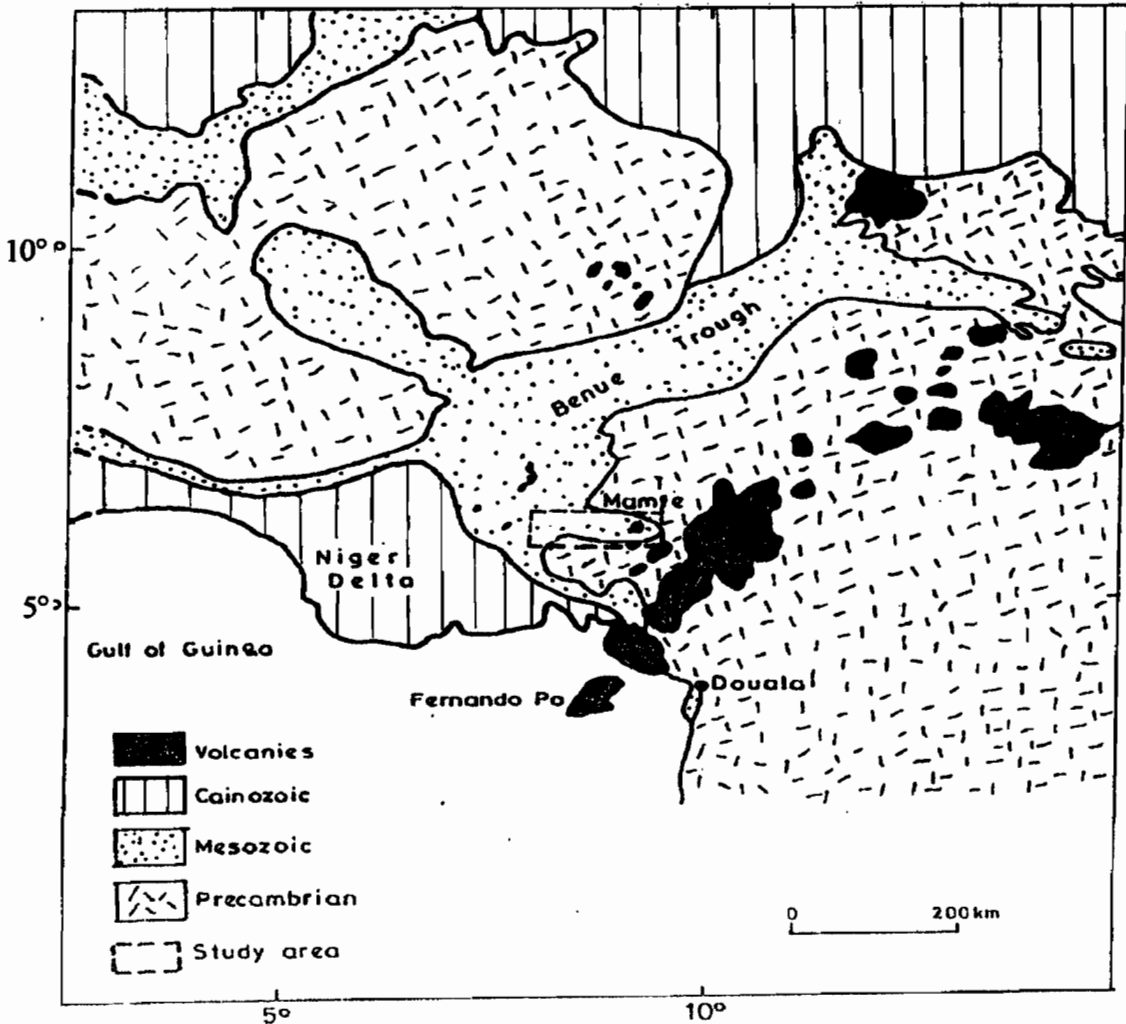 10°
Trough
Benue
Mamfe
Niger
Delta
5°
Gulf of Guinea
Fernando Po
Douala
Volcanies
Cainozoic
Mesozoic
Precambrian
Study area
0 200km
5° 10°